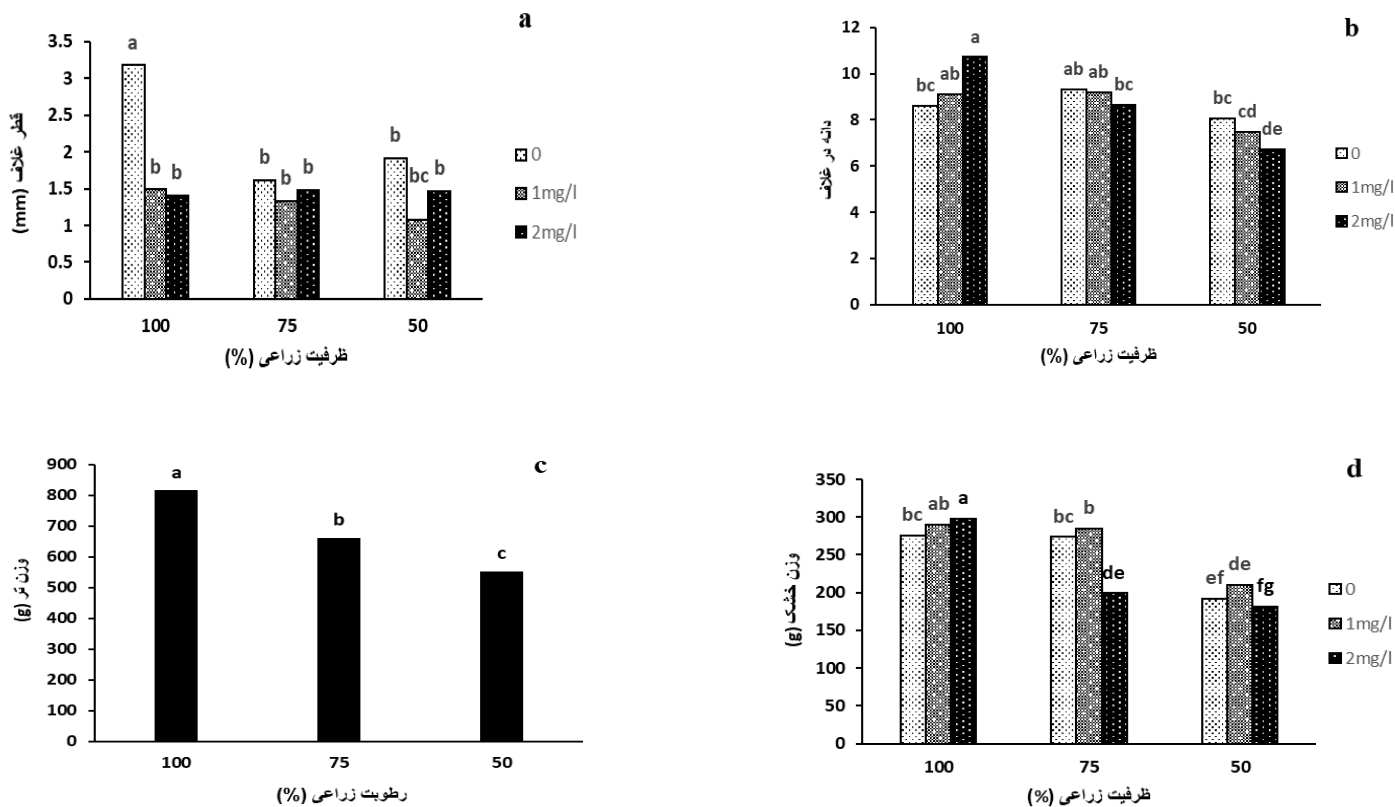 a
قطر غلاف (mm)
3.5
3
2.5
2
1.5
1
0.5
0
a
b
b
b
b
b
b
bc
b
100
75
50
ظرفیت زراعی (%)
0
1mg/l
2mg/l
b
دانه در غلاف
12
10
8
6
4
2
0
bc
ab
a
ab
ab
bc
bc
cd
de
100
75
50
ظرفیت زراعی (%)
0
1mg/l
2mg/l
c
وزن تر (g)
900
800
700
600
500
400
300
200
100
0
a
b
c
100
75
50
رطوبت زراعی (%)
d
وزن خشک (g)
350
300
250
200
150
100
50
0
bc
ab
a
bc
b
de
ef
de
fg
100
75
50
ظرفیت زراعی (%)
0
1mg/l
2mg/l